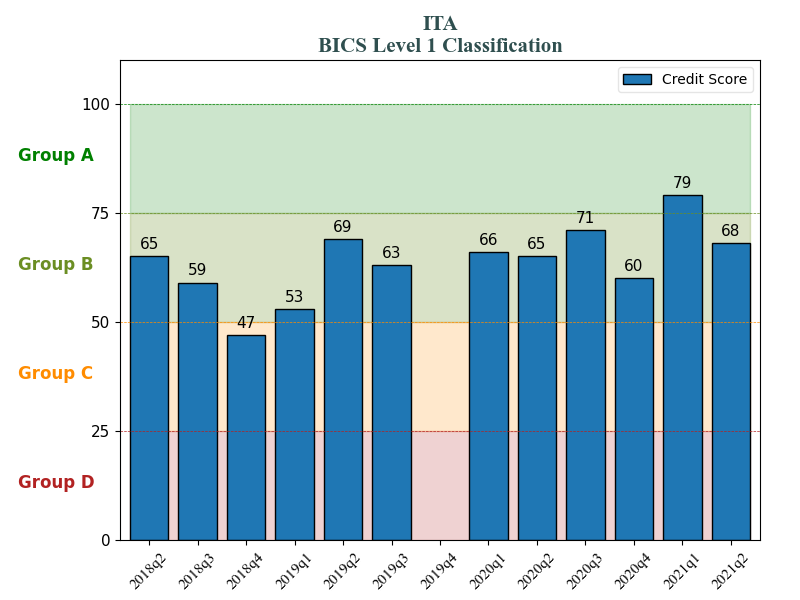 ITA
BICS Level 1 Classification
Credit Score
100
75
50
25
0
Group A
Group B
Group C
Group D
65
59
47
53
69
63
66
65
71
60
79
68
2018q2
2018q3
2018q4
2019q1
2019q2
2019q3
2019q4
2020q1
2020q2
2020q3
2020q4
2021q1
2021q2